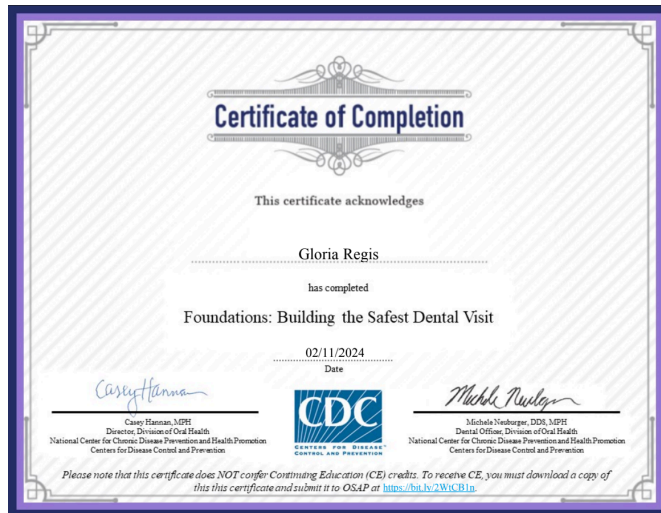 Certificate of Completion
This certificate acknowledges
Gloria Regis
has completed
Foundations: Building the Safest Dental Visit
02/11/2024
Date
Casey Hannan
Casey Hannan, MPH
Director, Division of Oral Health
National Center for Chronic Disease Prevention and Health Promotion
Centers for Disease Control and Prevention
CDC
CENTERS FOR DISEASE
CONTROL AND PREVENTION
Michele Neuburger, DDS, MPH
Dental Officer, Division of Oral Health
National Center for Chronic Disease Prevention and Health Promotion
Centers for Disease Control and Prevention
Please note that this certificate does NOT confer Continuing Education (CE) credits. To receive CE, you must download a copy of
this this certificate and submit it to OSAP at https://bit.ly/2WtCB1n.